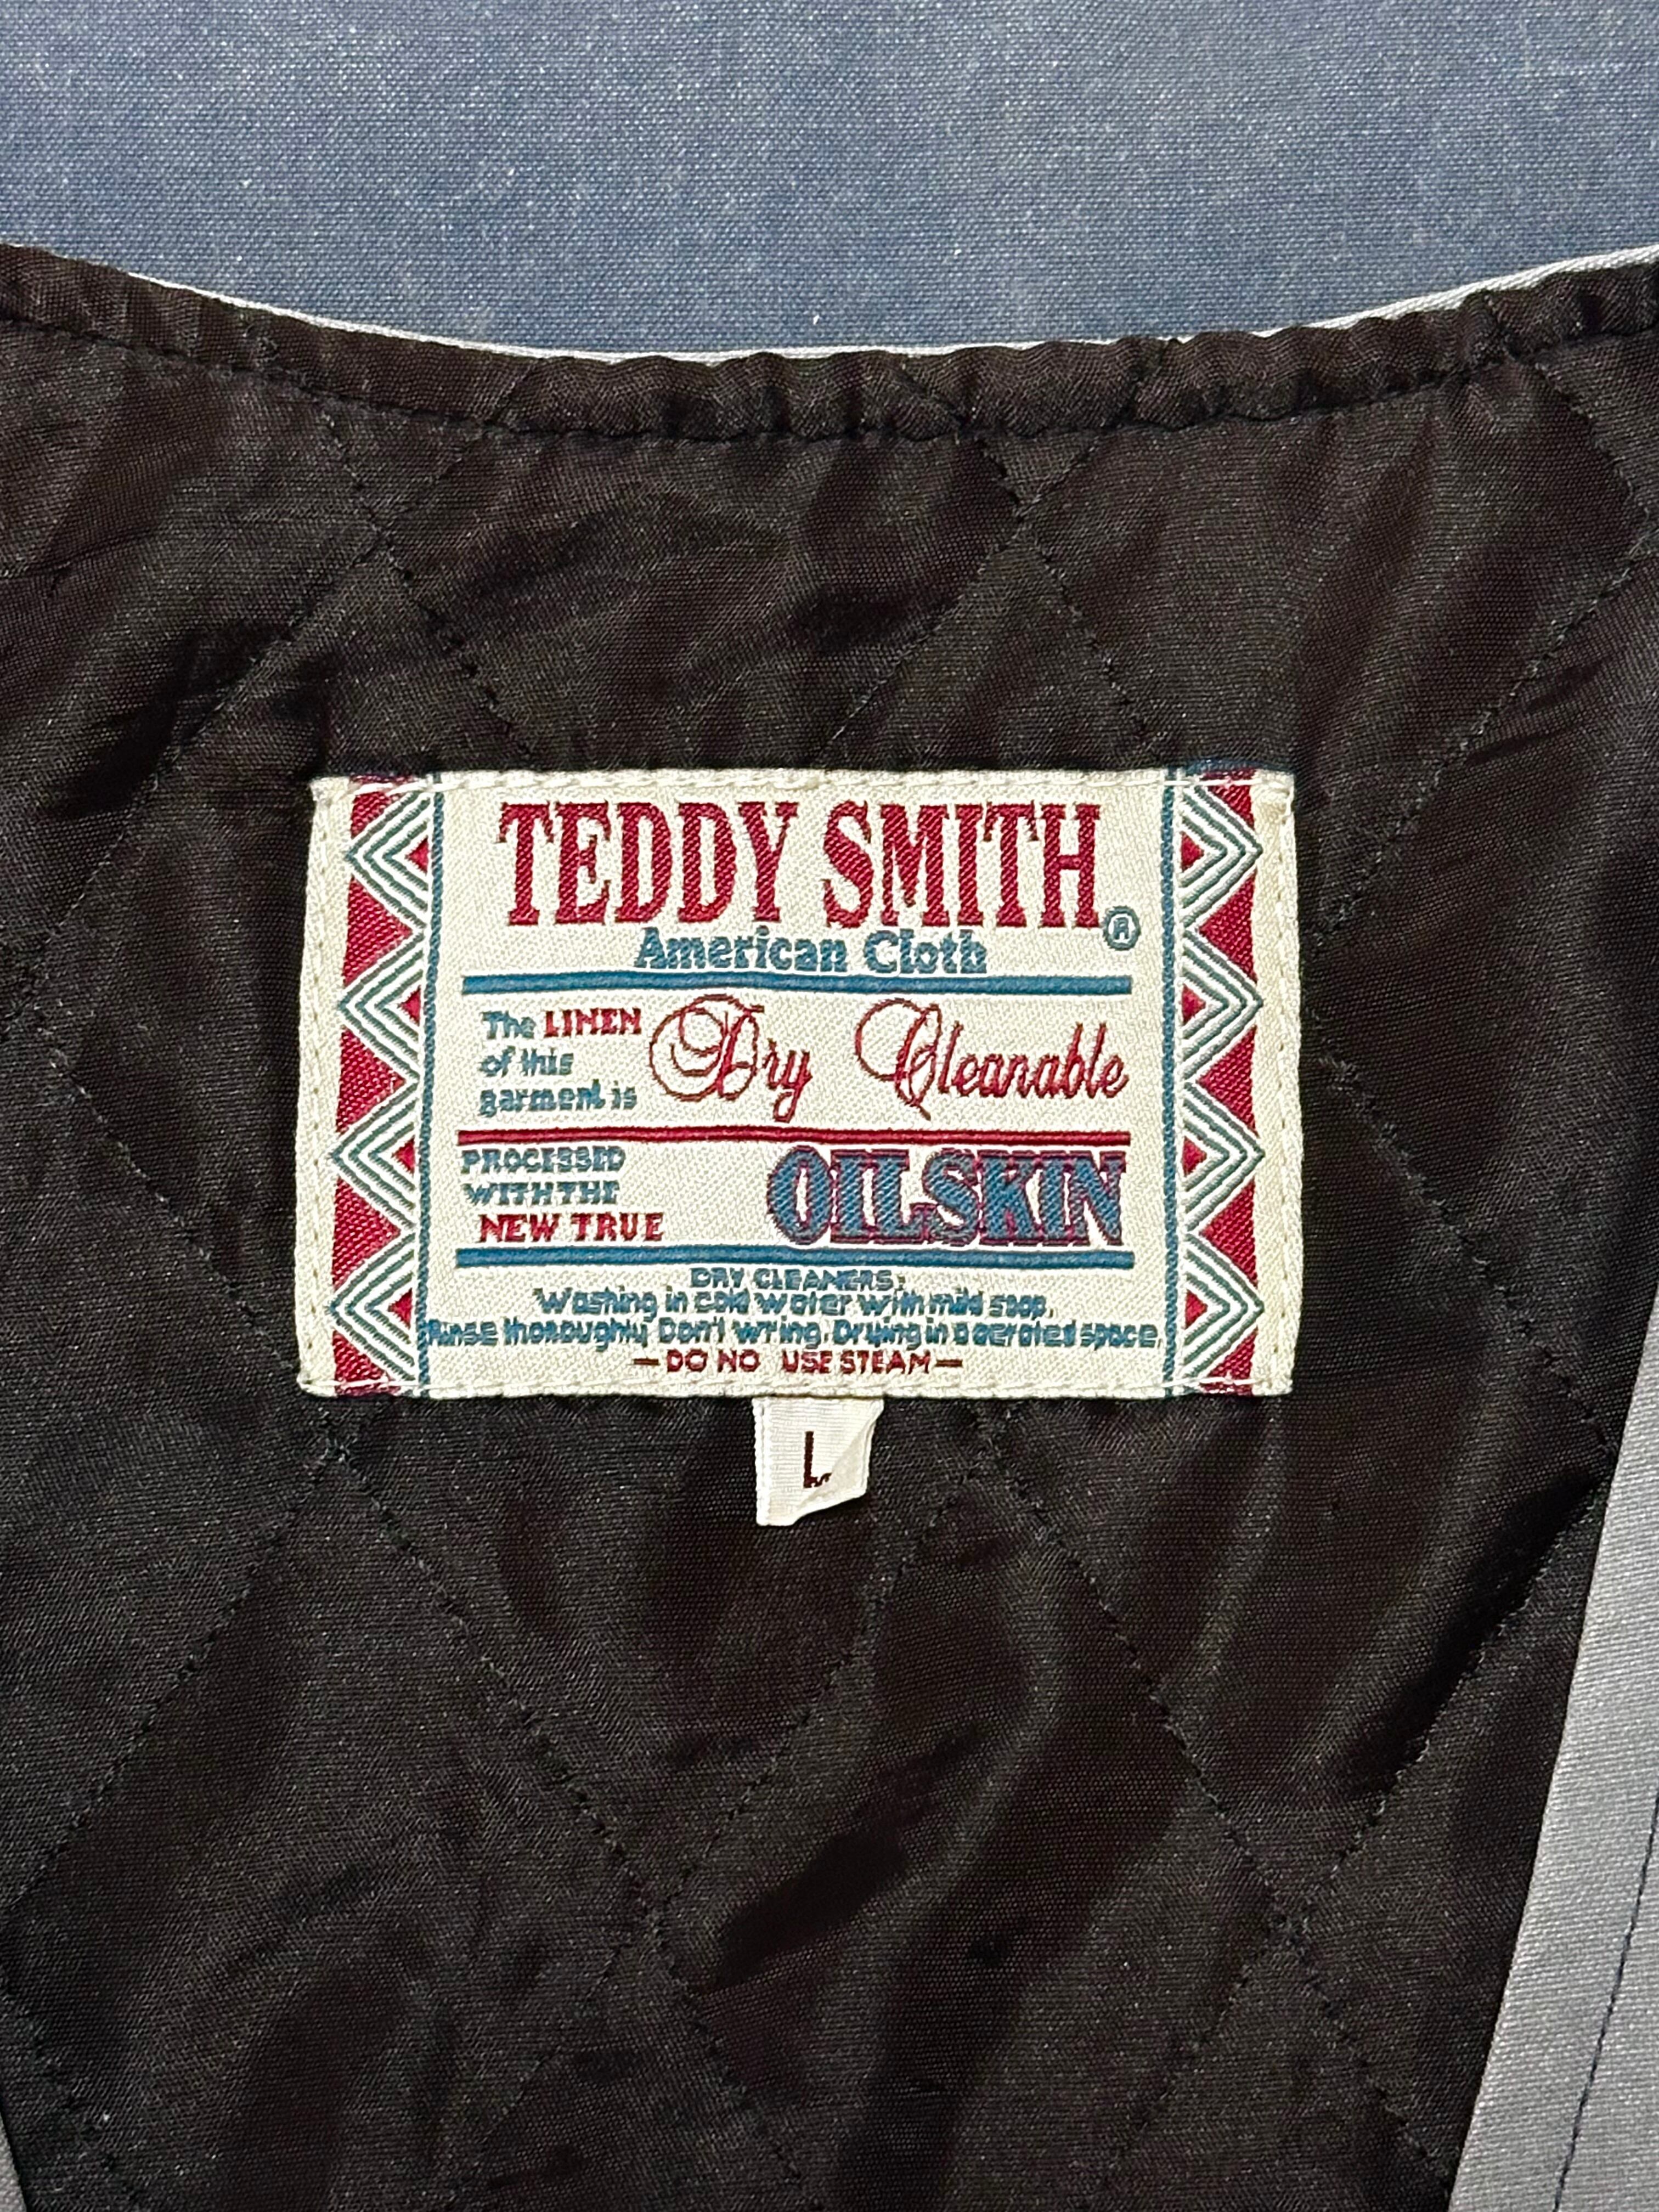 TEDDY SMITH ®
American Cloth
The LINEN
of this
garment is
Dry Cleanable
PROCESSED
WITH THE
NEW TRUE
OILSKIN
DRY CLEANERS:
Washing in cold water with mild soap.
Rinse thoroughly Don't wring. Drying in a aerated space.
—DO NO USE STEAM—
L